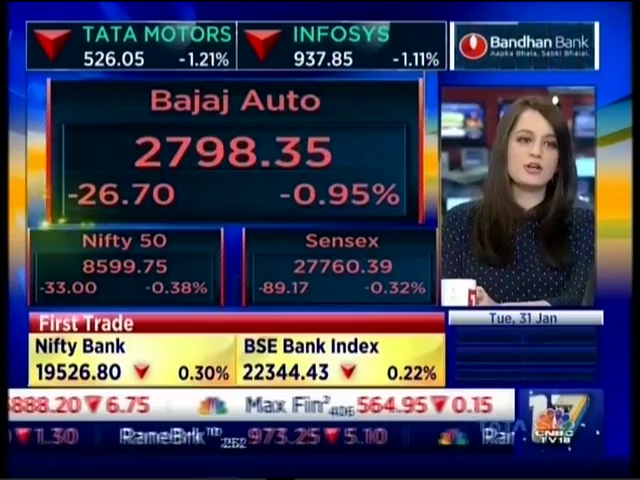 TATA MOTORS
526.05 -1.21%
INFOSYS
937.85 -1.11%
Bandhan Bank
Aapka Bhala, Sabki Bhalai.
Bajaj Auto
2798.35
-26.70 -0.95%
Nifty 50
8599.75
-33.00 -0.38%
Sensex
27760.39
-89.17 -0.32%
First Trade
Nifty Bank
19526.80 0.30%
BSE Bank Index
22344.43 0.22%
Tue, 31 Jan
888.20 6.75 Max Fin 564.95 0.15
1.30 973.25 5.10
CNBC
TV18